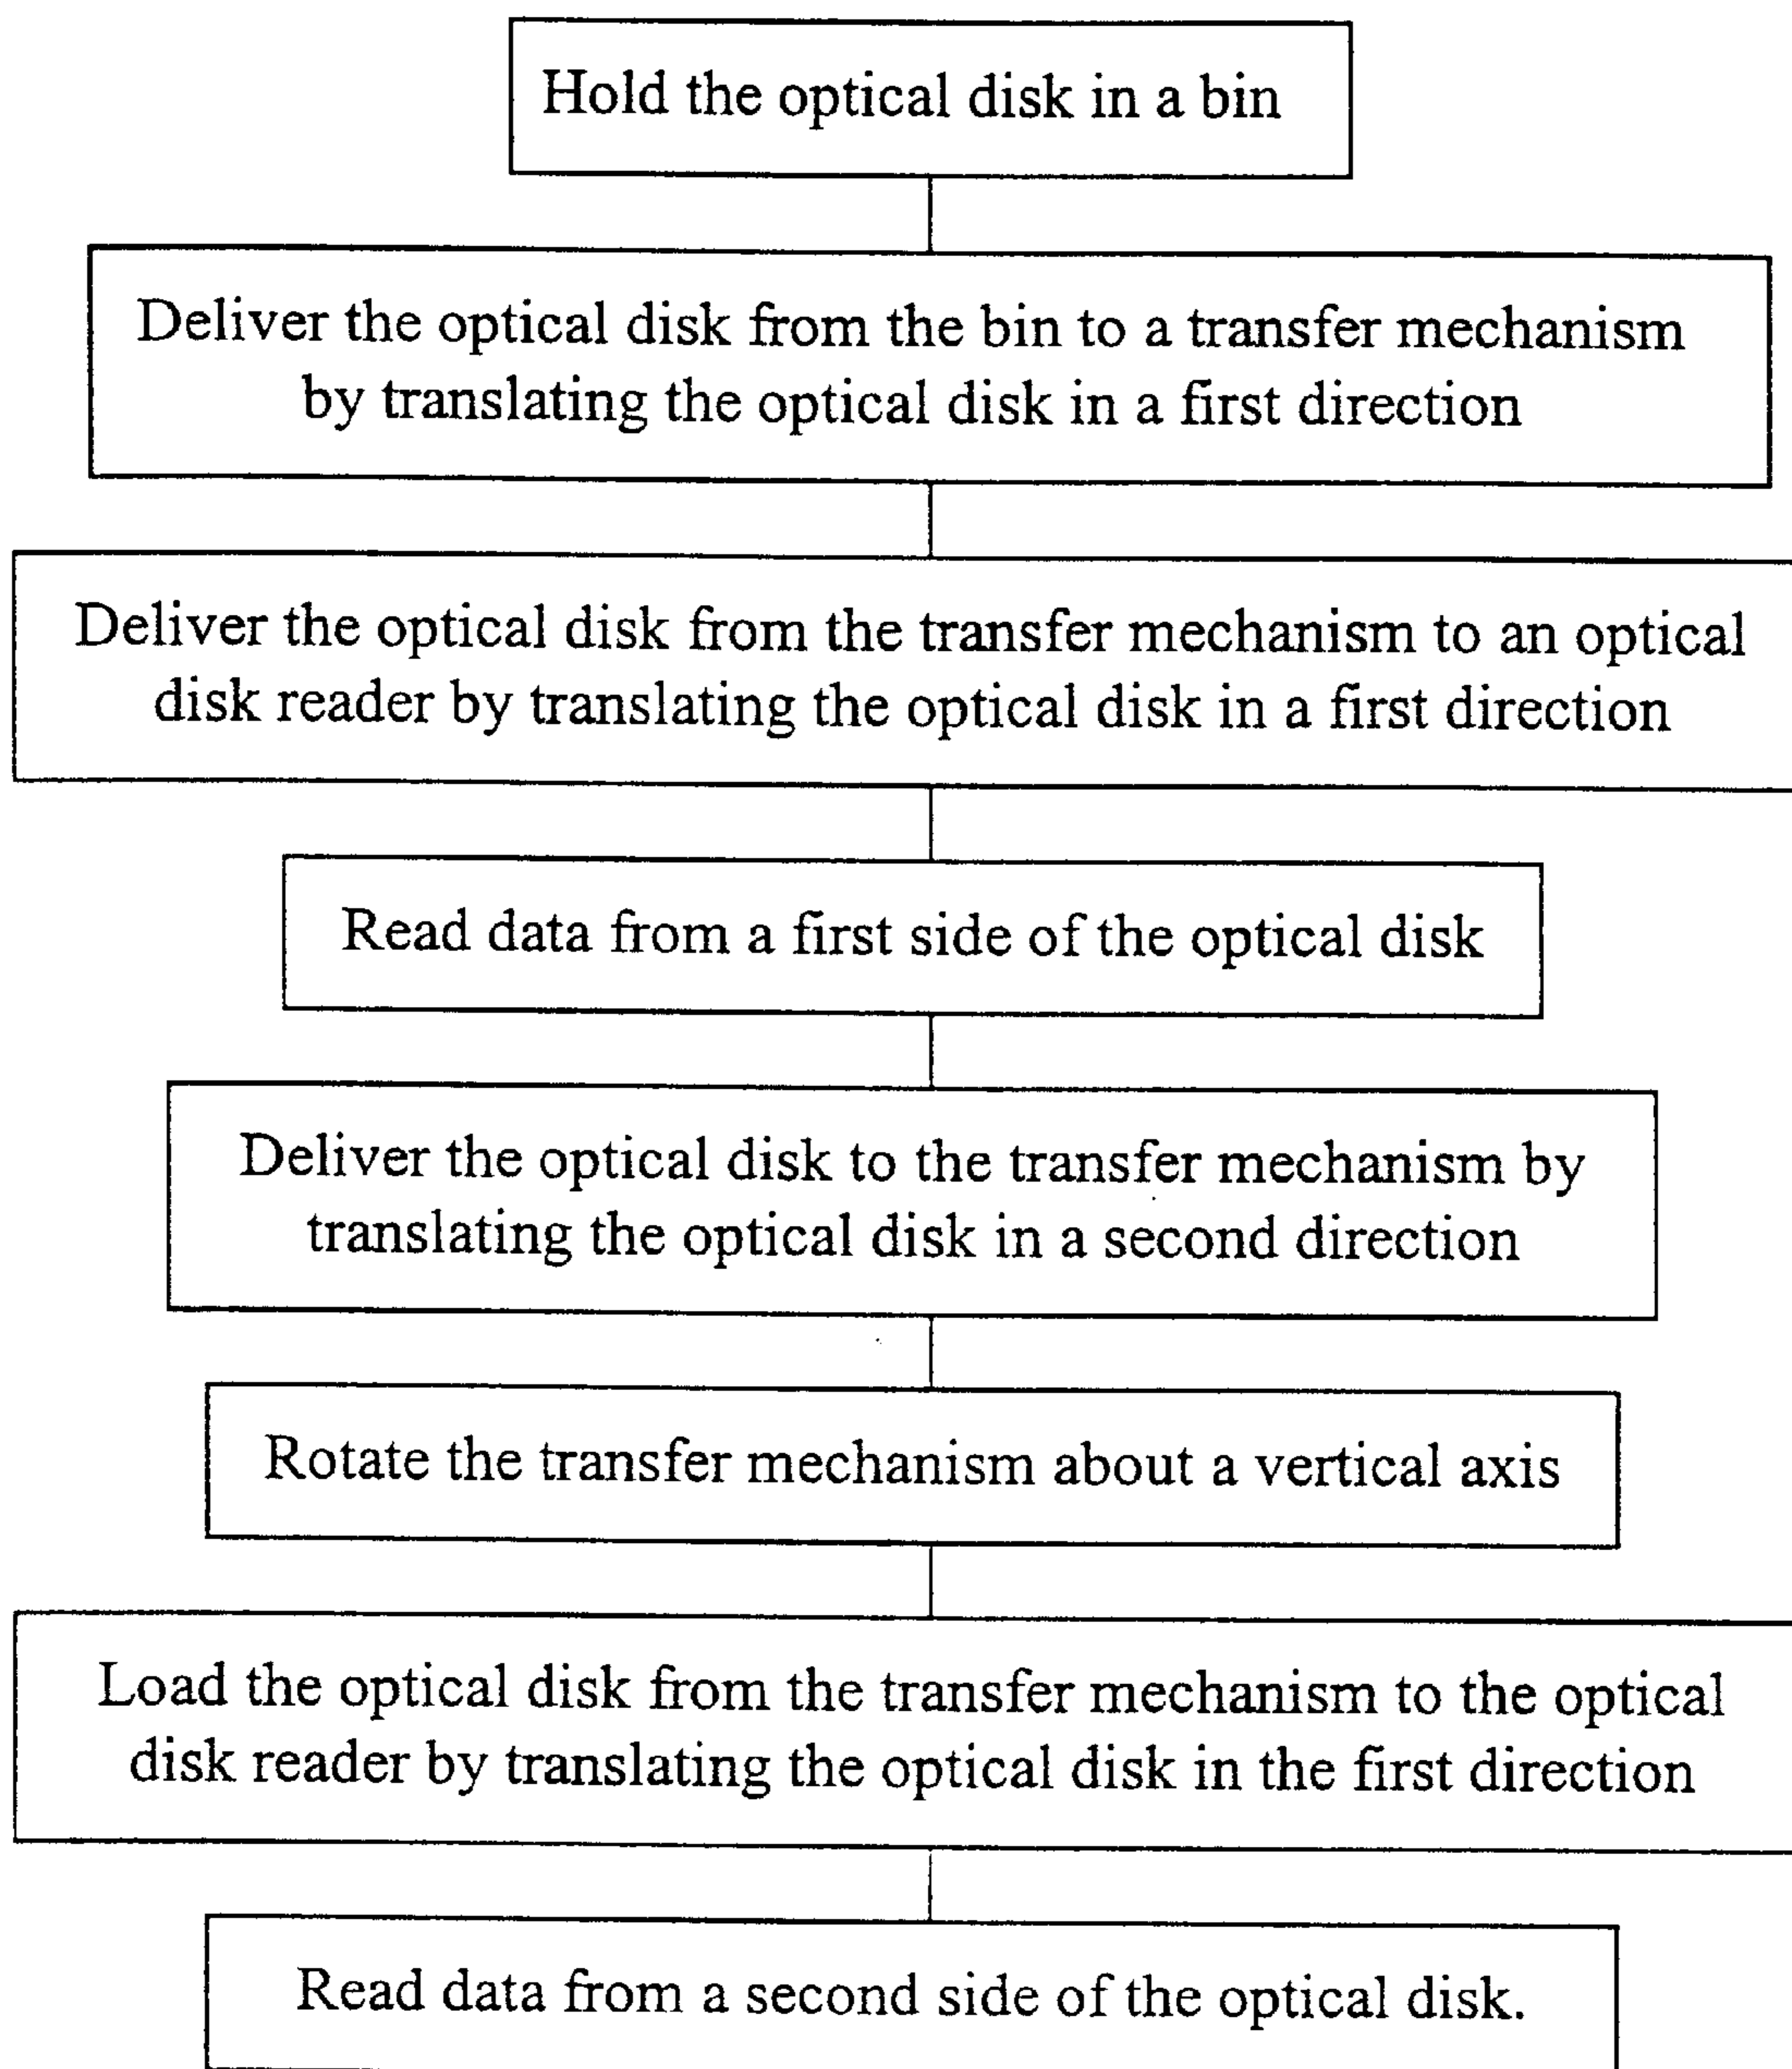 Hold the optical disk in a bin
Deliver the optical disk from the bin to a transfer mechanism
by translating the optical disk in a first direction
Deliver the optical disk from the transfer mechanism to an optical
disk reader by translating the optical disk in a first direction
Read data from a first side of the optical disk
Deliver the optical disk to the transfer mechanism by
translating the optical disk in a second direction
Rotate the transfer mechanism about a vertical axis
Load the optical disk from the transfer mechanism to the optical
disk reader by translating the optical disk in the first direction
Read data from a second side of the optical disk.